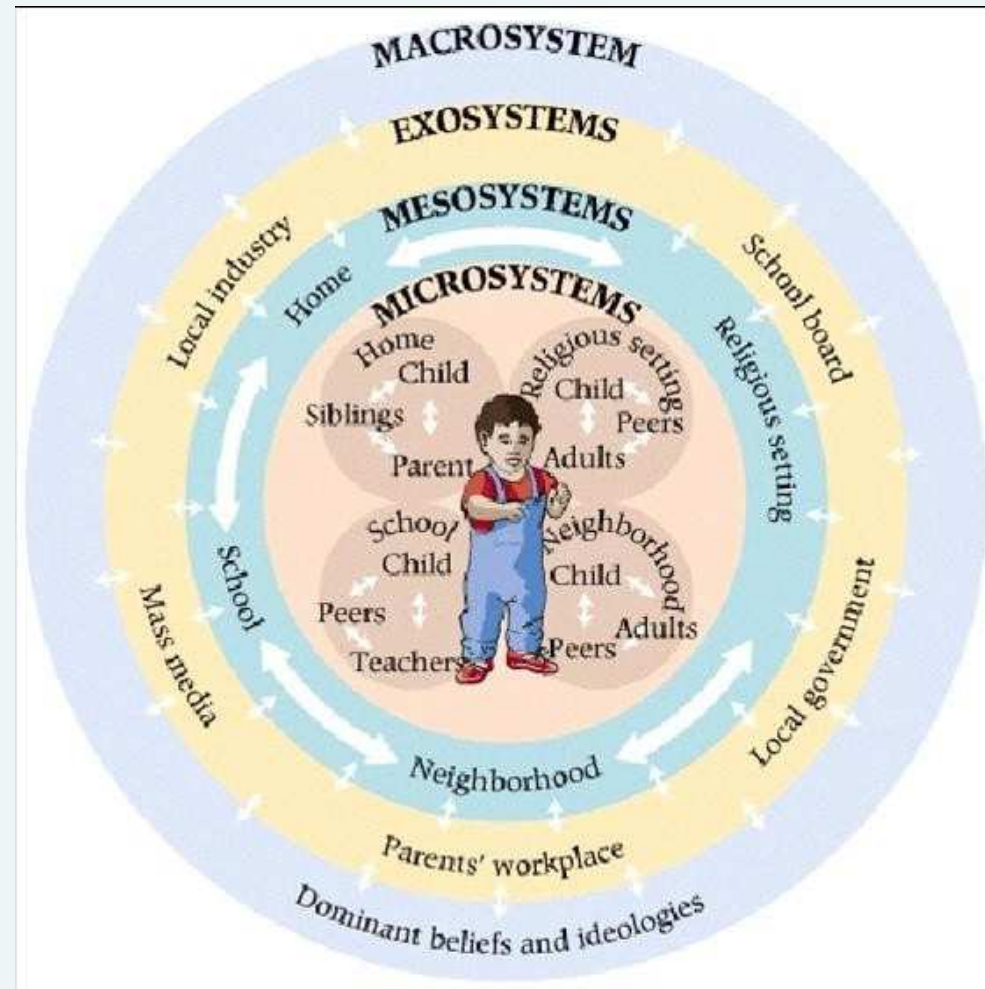 MACROSYSTEM
EXOSYSTEMS
MESOSYSTEMS
MICROSYSTEMS
Local industry
School board
Home
Religious setting
Home
Child
Siblings
Parent
Religious setting
Child
Peers
Adults
School
Child
Peers
Teachers
Neighborhood
Child
Adults
Peers
School
Neighborhood
Mass media
Local government
Parents' workplace
Dominant beliefs and ideologies